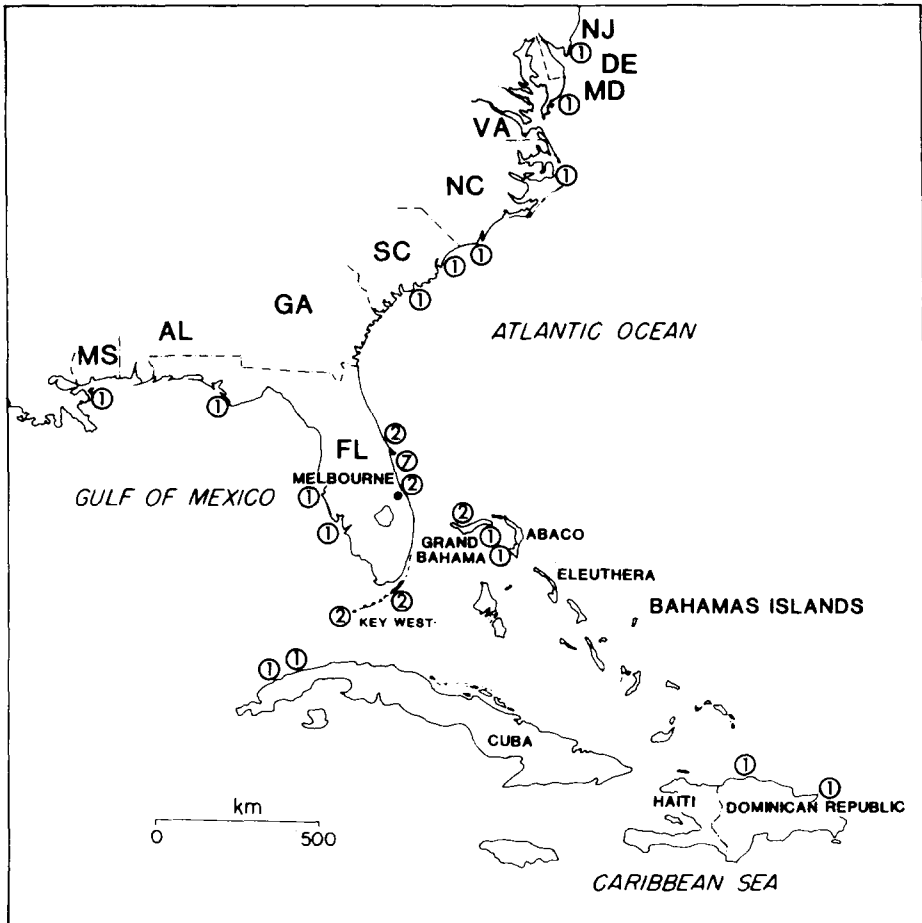 NJ
①
DE
MD
①
VA
NC
①
SC
①
①
①
GA
ATLANTIC OCEAN
AL
MS
①
①
FL
②
⑦
MELBOURNE
②
GULF OF MEXICO
①
①
②
GRAND
BAHAMA
①
①
ABACO
ELEUTHERA
BAHAMAS ISLANDS
②
②
KEY WEST
①
①
CUBA
km
0
500
①
①
HAITI
DOMINICAN REPUBLIC
CARIBBEAN SEA